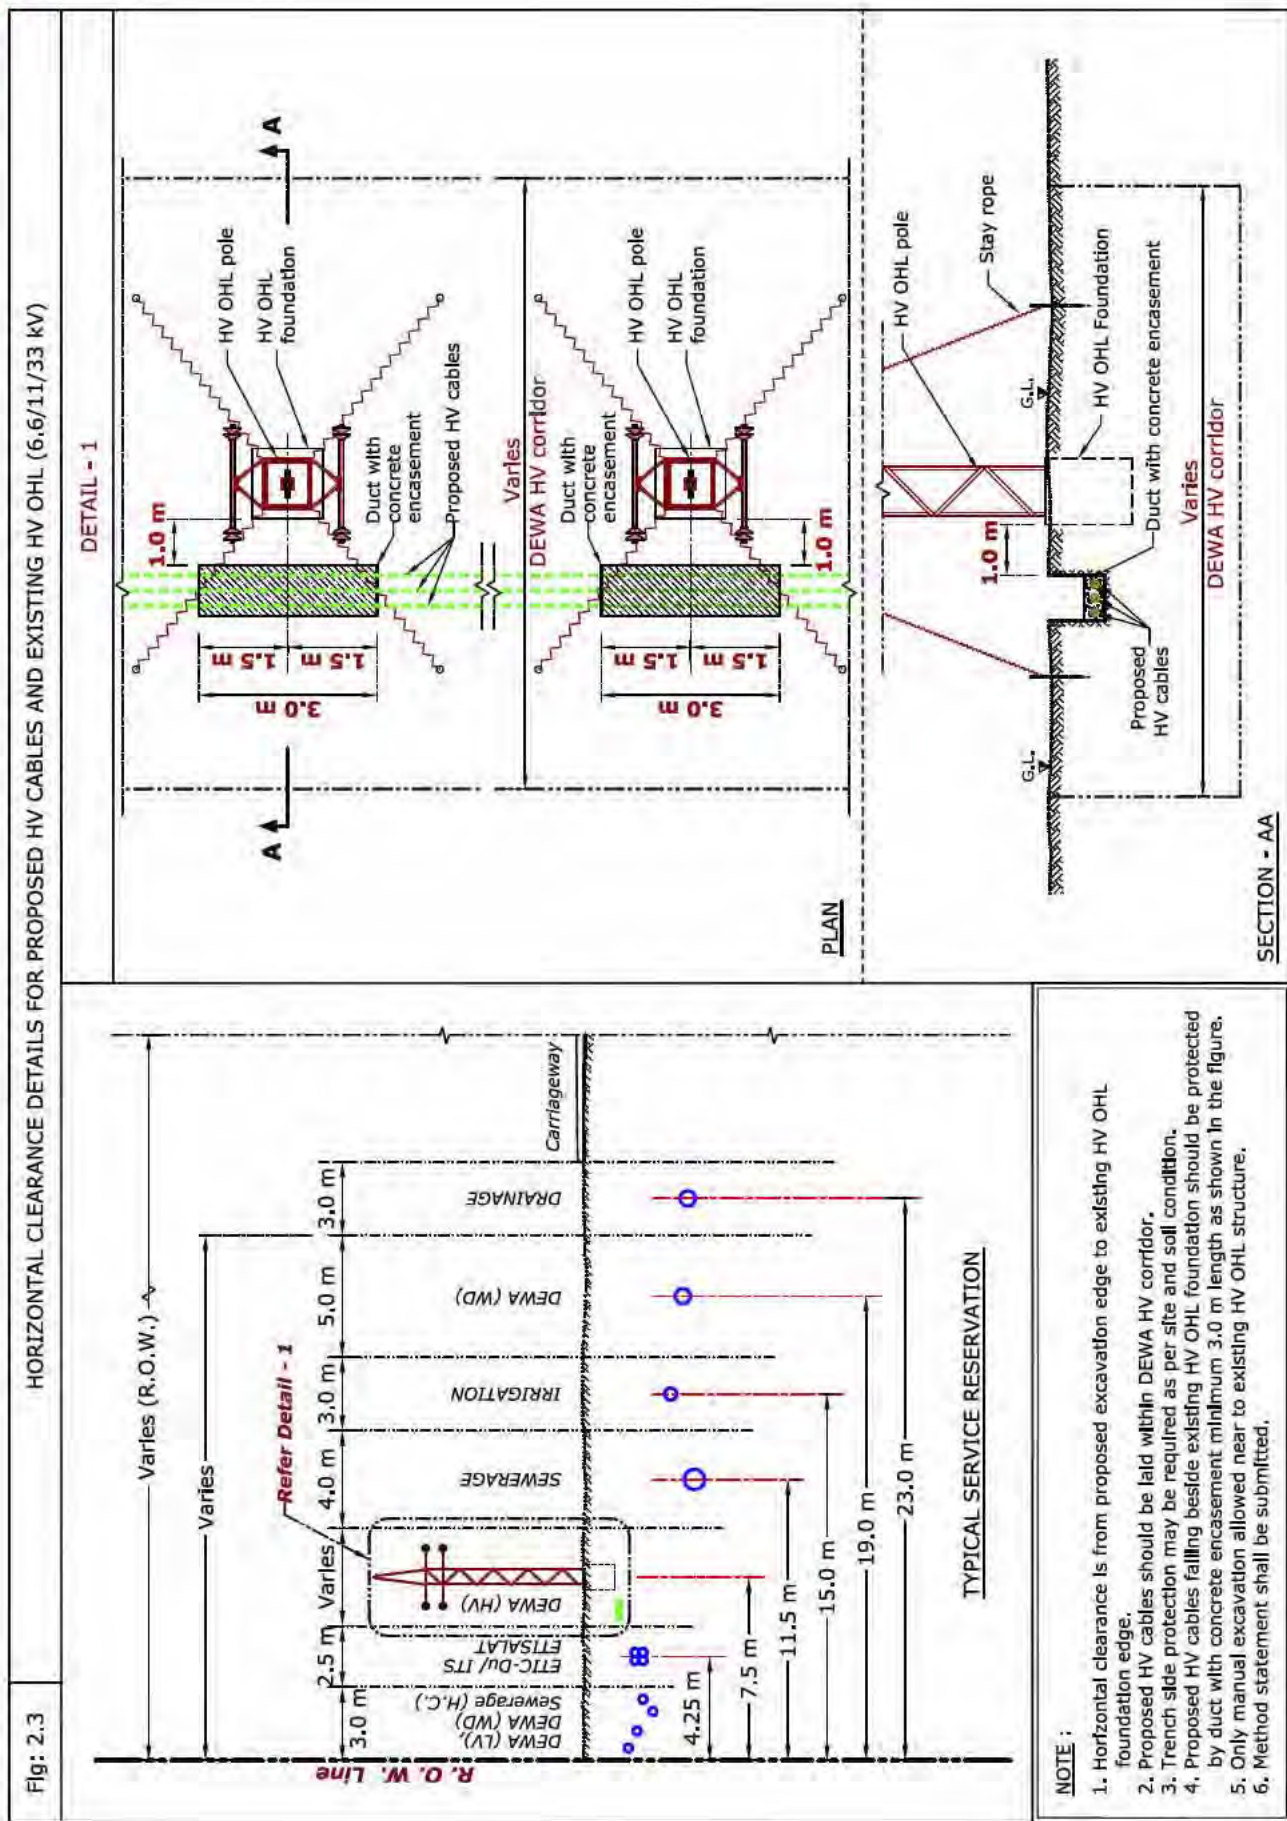 Fig: 2.3
HORIZONTAL CLEARANCE DETAILS FOR PROPOSED HV CABLES AND EXISTING HV OHL (6.6/11/33 kV)
Varies (R.O.W.)
Varies
Refer Detail - 1
3.0 m
2.5 m
Varies
4.0 m
3.0 m
5.0 m
3.0 m
R. O. W. Line
DEWA (LV),
DEWA (WD)
Sewerage (H.C.)
ETIC-Du/ ITS
ETISALAT
DEWA (HV)
SEWERAGE
IRRIGATION
DEWA (WD)
DRAINAGE
Carriageway
4.25 m
7.5 m
11.5 m
15.0 m
19.0 m
23.0 m
TYPICAL SERVICE RESERVATION
NOTE :
1. Horizontal clearance is from proposed excavation edge to existing HV OHL
foundation edge.
2. Proposed HV cables should be laid within DEWA HV corridor.
3. Trench side protection may be required as per site and soil condition.
4. Proposed HV cables falling beside existing HV OHL foundation should be protected
by duct with concrete encasement minimum 3.0 m length as shown in the figure.
5. Only manual excavation allowed near to existing HV OHL structure.
6. Method statement shall be submitted.
DETAIL - 1
A
A
1.0 m
HV OHL pole
HV OHL
foundation
1.5 m
1.5 m
3.0 m
Duct with
concrete
encasement
Proposed HV cables
Varies
DEWA HV corridor
Duct with
concrete
encasement
HV OHL pole
HV OHL
foundation
1.5 m
1.5 m
3.0 m
1.0 m
PLAN
HV OHL pole
Stay rope
1.0 m
G.L.
G.L.
HV OHL Foundation
Duct with concrete encasement
Proposed
HV cables
Varies
DEWA HV corridor
SECTION - AA